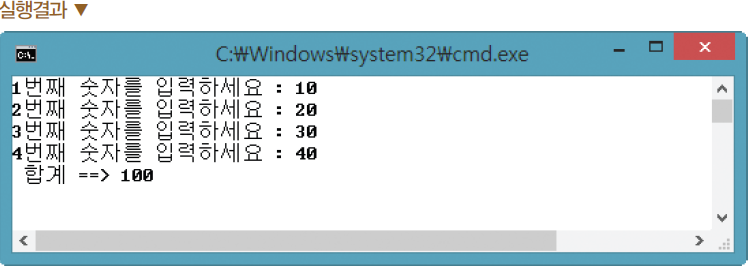 실행결과 ▼
C:\Windows\system32\cmd.exe
1번째 숫자를 입력하세요 : 10
2번째 숫자를 입력하세요 : 20
3번째 숫자를 입력하세요 : 30
4번째 숫자를 입력하세요 : 40
합계 ==> 100